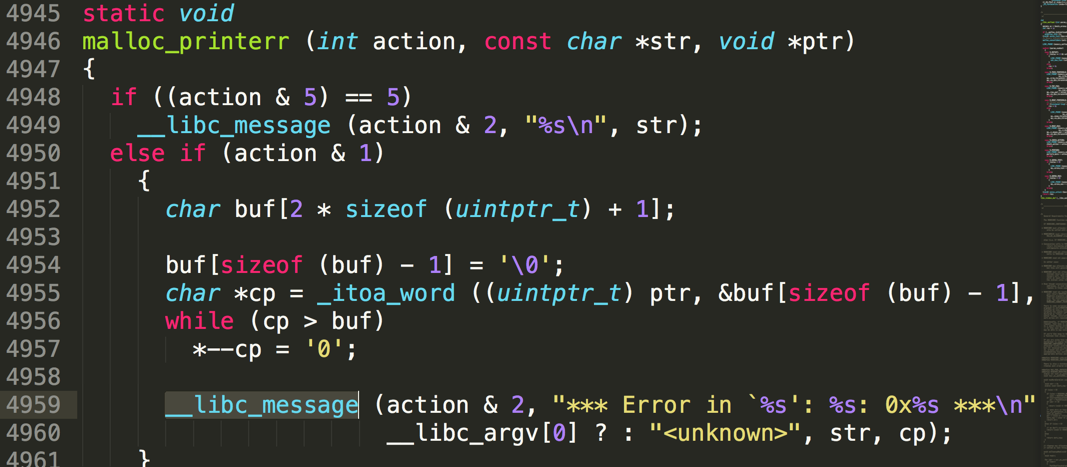 4945 static void
4946 malloc_printerr (int action, const char *str, void *ptr)
4947 {
4948   if ((action & 5) == 5)
4949     __libc_message (action & 2, "%s\n", str);
4950   else if (action & 1)
4951     {
4952       char buf[2 * sizeof (uintptr_t) + 1];
4953
4954       buf[sizeof (buf) - 1] = '\0';
4955       char *cp = _itoa_word ((uintptr_t) ptr, &buf[sizeof (buf) - 1],
4956       while (cp > buf)
4957         *--cp = '0';
4958
4959       __libc_message (action & 2, "*** Error in `%s': %s: 0x%s ***\n"
4960                       __libc_argv[0] ? : "<unknown>", str, cp);
4961     }